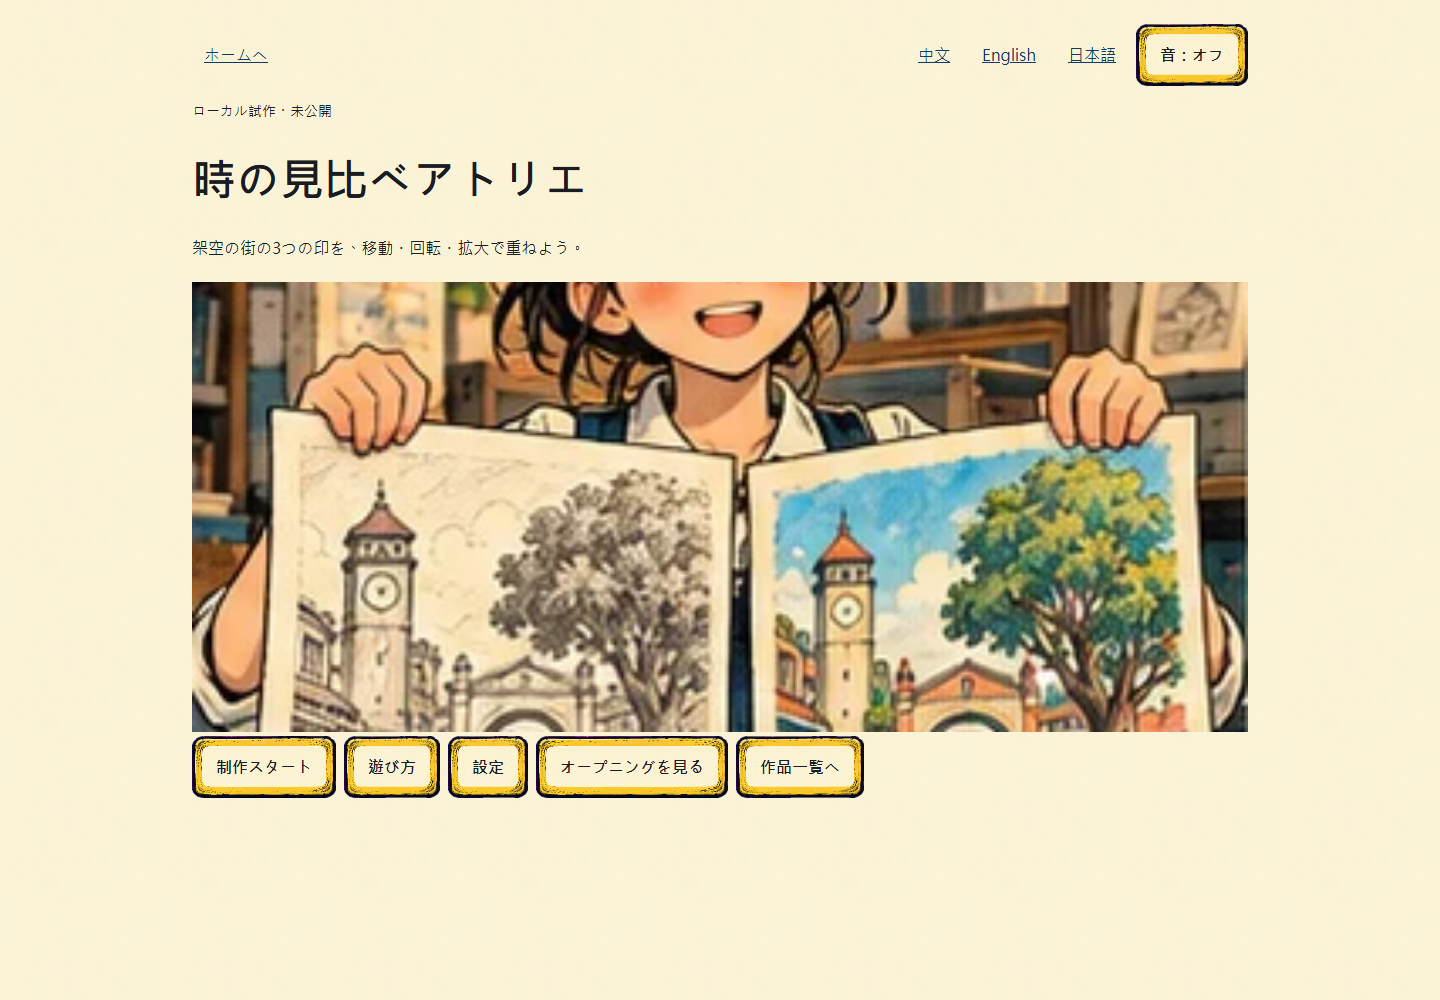 ホームへ
中文 English 日本語 音：オフ
ローカル試作・未公開
時の見比べアトリエ
架空の街の3つの印を、移動・回転・拡大で重ねよう。
制作スタート 遊び方 設定 オープニングを見る 作品一覧へ